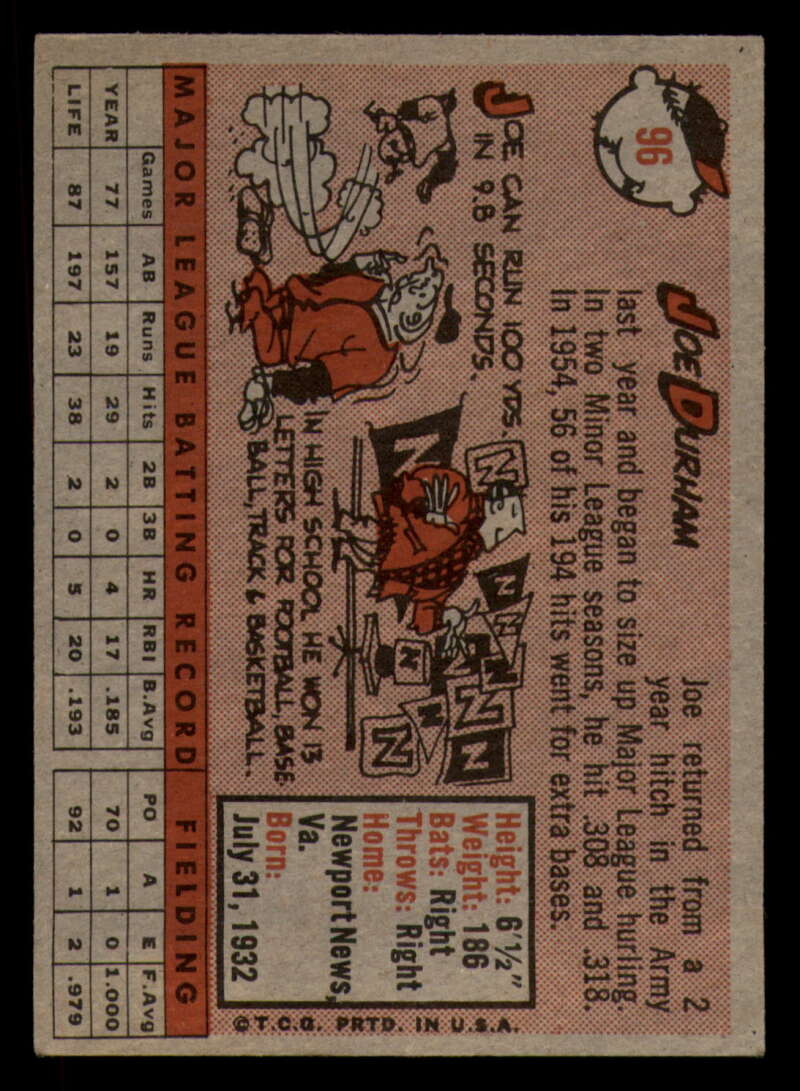 96
JOE DURHAM
Joe returned from a 2
year hitch in the Army
last year and began to size up Major League hurling.
In two Minor League seasons, he hit .308 and .318.
In 1954, 56 of his 194 hits went for extra bases.
JOE CAN RUN 100 YDS.
IN 9.8 SECONDS.
N
N
N
N
N
N
N
N
N
N
N
IN HIGH SCHOOL HE WON 13
LETTERS FOR FOOTBALL, BASE
BALL, TRACK & BASKETBALL.
Height: 6'½"
Weight: 186
Bats: Right
Throws: Right
Home:
Newport News,
Va.
Born:
July 31, 1932
©T.C.G. PRTD. IN U.S.A.
MAJOR LEAGUE BATTING RECORD FIELDING
Games AB Runs Hits 2B 3B HR RBI B.Avg PO A E F.Avg
YEAR 77 157 19 29 2 0 4 17 .185 70 1 0 1.000
LIFE 87 197 23 38 2 0 5 20 .193 92 1 2 .979